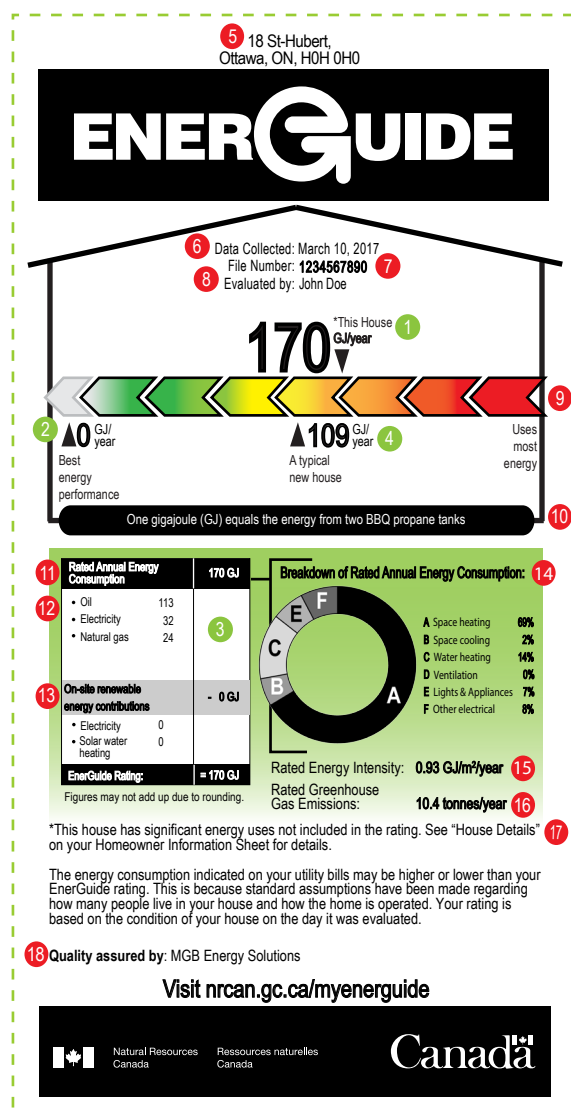 5 18 St-Hubert,
Ottawa, ON, H0H 0H0
ENERGUIDE
6 Data Collected: March 10, 2017
File Number: 1234567890 7
8 Evaluated by: John Doe
*This House 1
170 GJ/year
9
2 0 GJ/
year
109 GJ/
year 4
Best
energy
performance
A typical
new house
Uses
most
energy
One gigajoule (GJ) equals the energy from two BBQ propane tanks 10
11 Rated Annual Energy
Consumption 170 GJ
12 • Oil 113
• Electricity 32
• Natural gas 24
3
13 On-site renewable
energy contributions - 0 GJ
• Electricity 0
• Solar water
heating 0
EnerGuide Rating: = 170 GJ
Figures may not add up due to rounding.
Breakdown of Rated Annual Energy Consumption: 14
F
E
C
B
A
A Space heating 69%
B Space cooling 2%
C Water heating 14%
D Ventilation 0%
E Lights & Appliances 7%
F Other electrical 8%
Rated Energy Intensity: 0.93 GJ/m²/year 15
Rated Greenhouse
Gas Emissions: 10.4 tonnes/year 16
*This house has significant energy uses not included in the rating. See “House Details” 17
on your Homeowner Information Sheet for details.
The energy consumption indicated on your utility bills may be higher or lower than your
EnerGuide rating. This is because standard assumptions have been made regarding
how many people live in your house and how the home is operated. Your rating is
based on the condition of your house on the day it was evaluated.
18 Quality assured by: MGB Energy Solutions
Visit nrcan.gc.ca/myenerguide
Natural Resources
Canada
Ressources naturelles
Canada
Canada